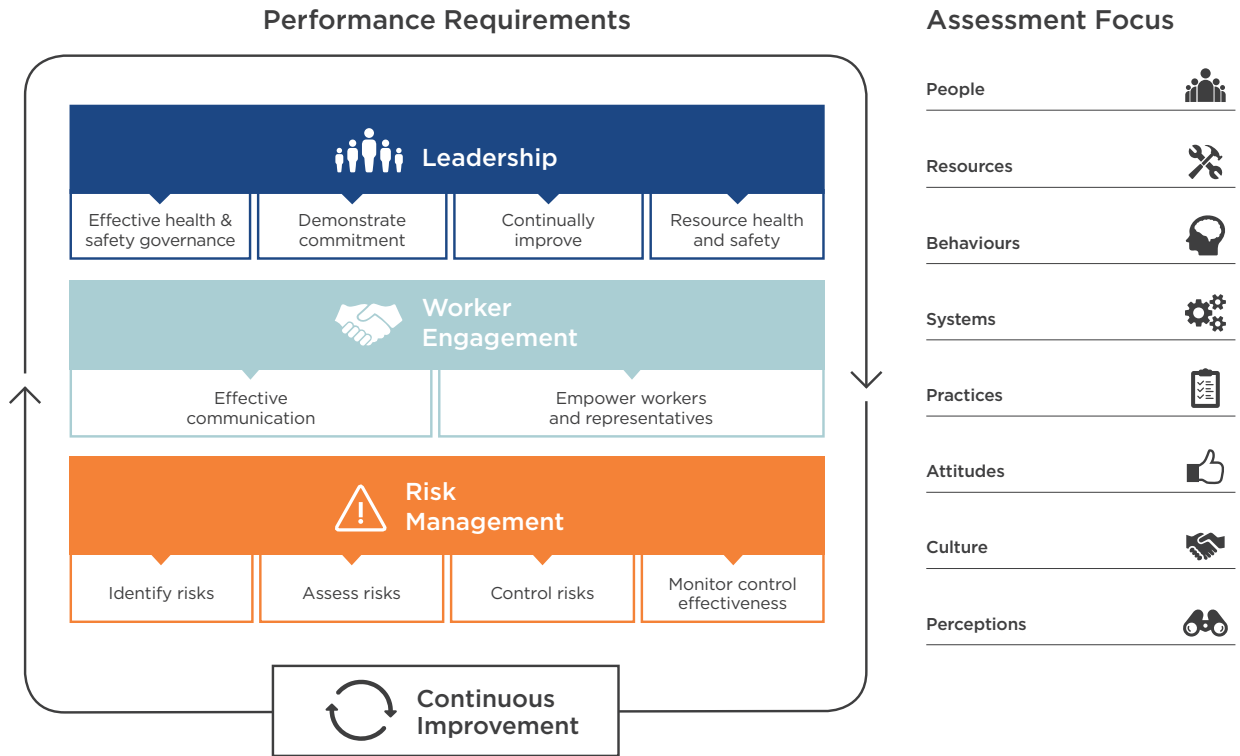 Performance Requirements
Leadership
Effective health &
safety governance
Demonstrate
commitment
Continually
improve
Resource health
and safety
Worker
Engagement
Effective
communication
Empower workers
and representatives
Risk
Management
Identify risks
Assess risks
Control risks
Monitor control
effectiveness
Continuous
Improvement
Assessment Focus
People
Resources
Behaviours
Systems
Practices
Attitudes
Culture
Perceptions